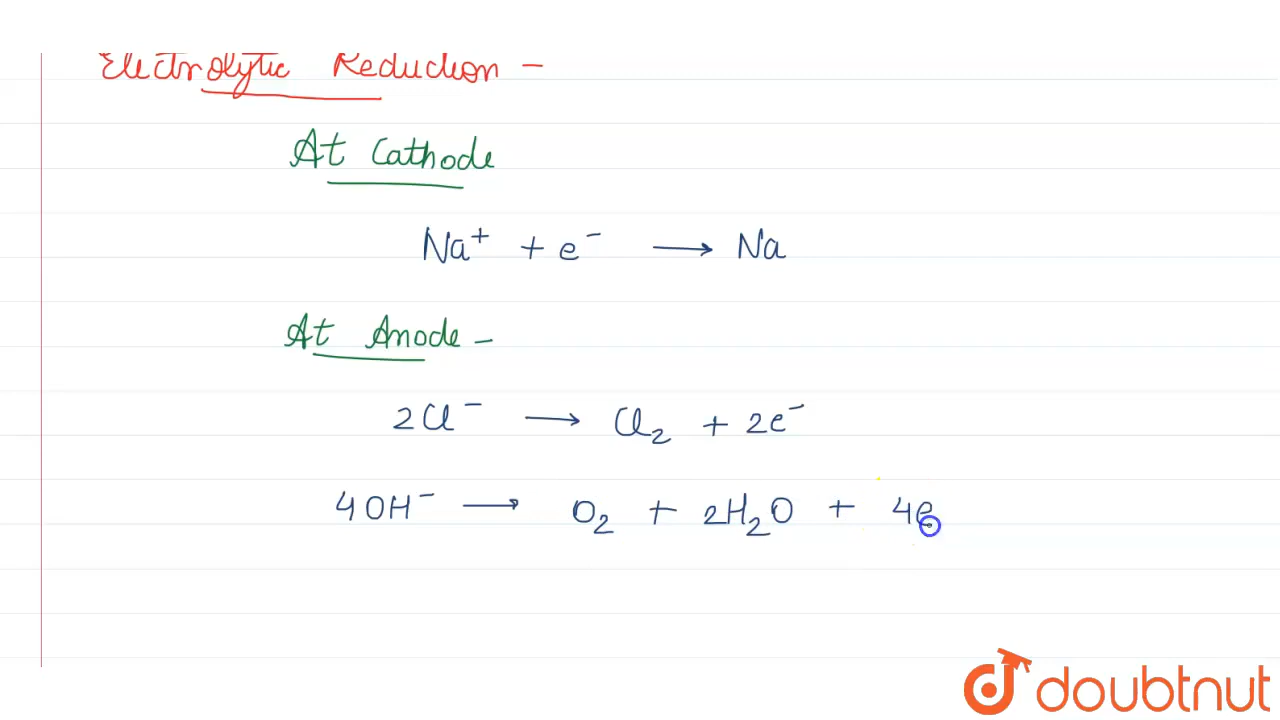 Electrolytic Reduction -
At Cathode
Na⁺ + e⁻ → Na
At Anode -
2Cl⁻ → Cl₂ + 2e⁻
4OH⁻ → O₂ + 2H₂O + 4e
doubtnut